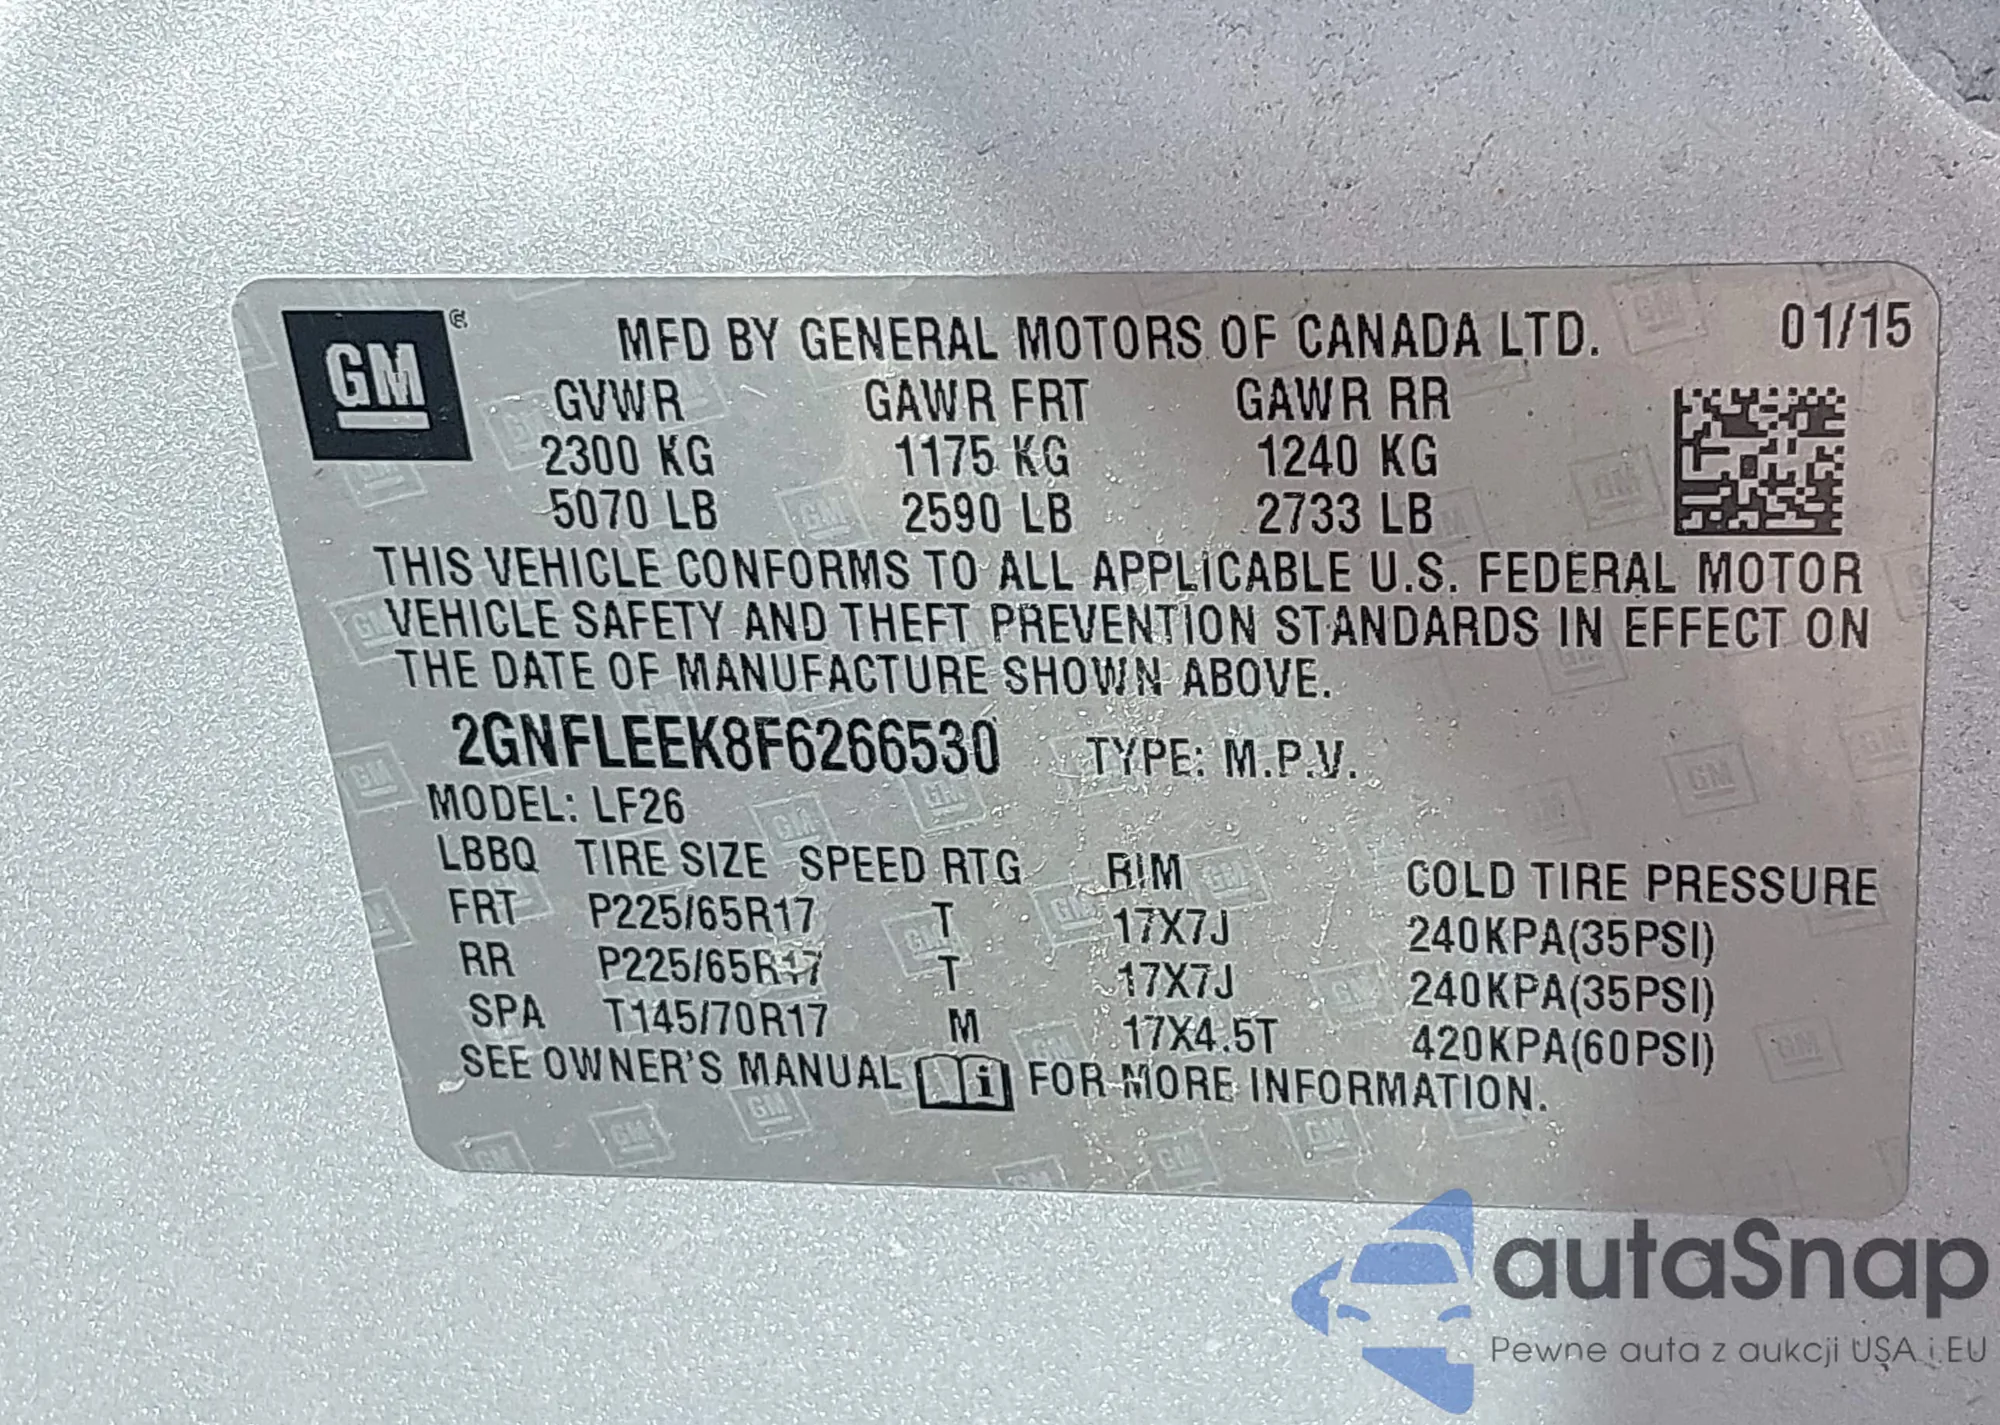 GM®
MFD BY GENERAL MOTORS OF CANADA LTD. 01/15
GVWR GAWR FRT GAWR RR
2300 KG 1175 KG 1240 KG
5070 LB 2590 LB 2733 LB
THIS VEHICLE CONFORMS TO ALL APPLICABLE U.S. FEDERAL MOTOR
VEHICLE SAFETY AND THEFT PREVENTION STANDARDS IN EFFECT ON
THE DATE OF MANUFACTURE SHOWN ABOVE.
2GNFLEEK8F6266530 TYPE: M.P.V.
MODEL: LF26
LBBQ TIRE SIZE SPEED RTG RIM COLD TIRE PRESSURE
FRT P225/65R17 T 17X7J 240KPA(35PSI)
RR P225/65R17 T 17X7J 240KPA(35PSI)
SPA T145/70R17 M 17X4.5T 420KPA(60PSI)
SEE OWNER'S MANUAL i FOR MORE INFORMATION.
autaSnap
Pewne auta z aukcji USA i EU